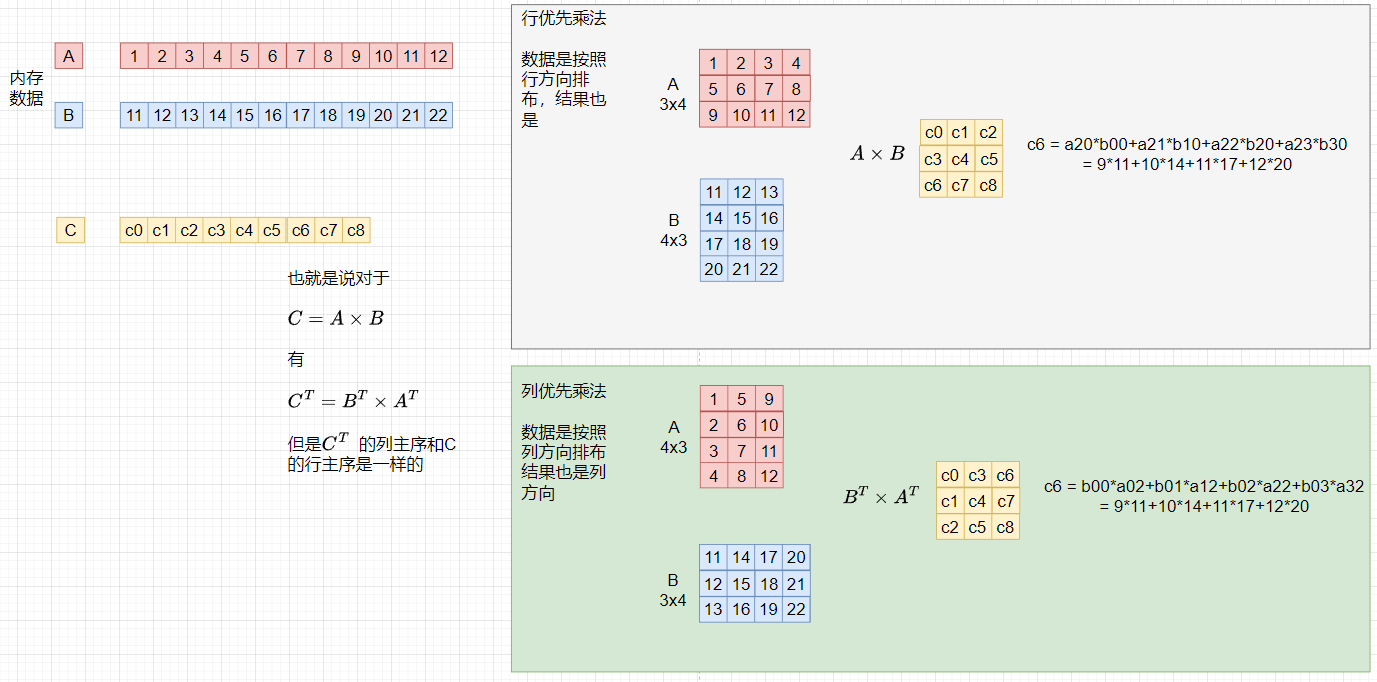 内存
数据
A
1 2 3 4 5 6 7 8 9 10 11 12
B
11 12 13 14 15 16 17 18 19 20 21 22
C
c0 c1 c2 c3 c4 c5 c6 c7 c8
也就是说对于
C = A × B
有
C^T = B^T × A^T
但是C^T 的列主序和C
的行主序是一样的
行优先乘法
数据是按照
行方向排
布，结果也
是
A
3x4
1 2 3 4
5 6 7 8
9 10 11 12
B
4x3
11 12 13
14 15 16
17 18 19
20 21 22
A × B
c0 c1 c2
c3 c4 c5
c6 c7 c8
c6 = a20*b00+a21*b10+a22*b20+a23*b30
= 9*11+10*14+11*17+12*20
列优先乘法
数据是按照
列方向排布
结果也是列
方向
A
4x3
1 5 9
2 6 10
3 7 11
4 8 12
B
3x4
11 14 17 20
12 15 18 21
13 16 19 22
B^T × A^T
c0 c3 c6
c1 c4 c7
c2 c5 c8
c6 = b00*a02+b01*a12+b02*a22+b03*a32
= 9*11+10*14+11*17+12*20